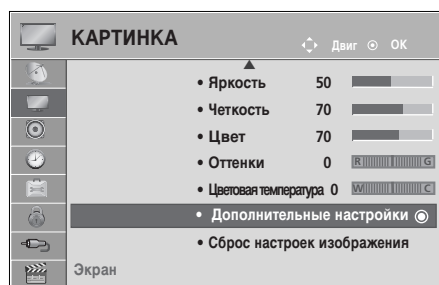 КАРТИНКА
Двиг ⊙ ОК
• Яркость 50
• Четкость 70
• Цвет 70
• Оттенки 0 R G
• Цветовая температура 0 W C
• Дополнительные настройки
• Сброс настроек изображения
Экран